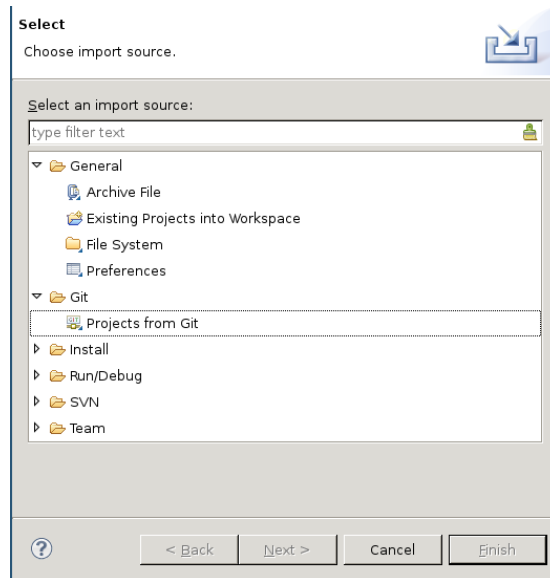 Select
Choose import source.
Select an import source:
type filter text
General
Archive File
Existing Projects into Workspace
File System
Preferences
Git
Projects from Git
Install
Run/Debug
SVN
Team
< Back Next > Cancel Finish